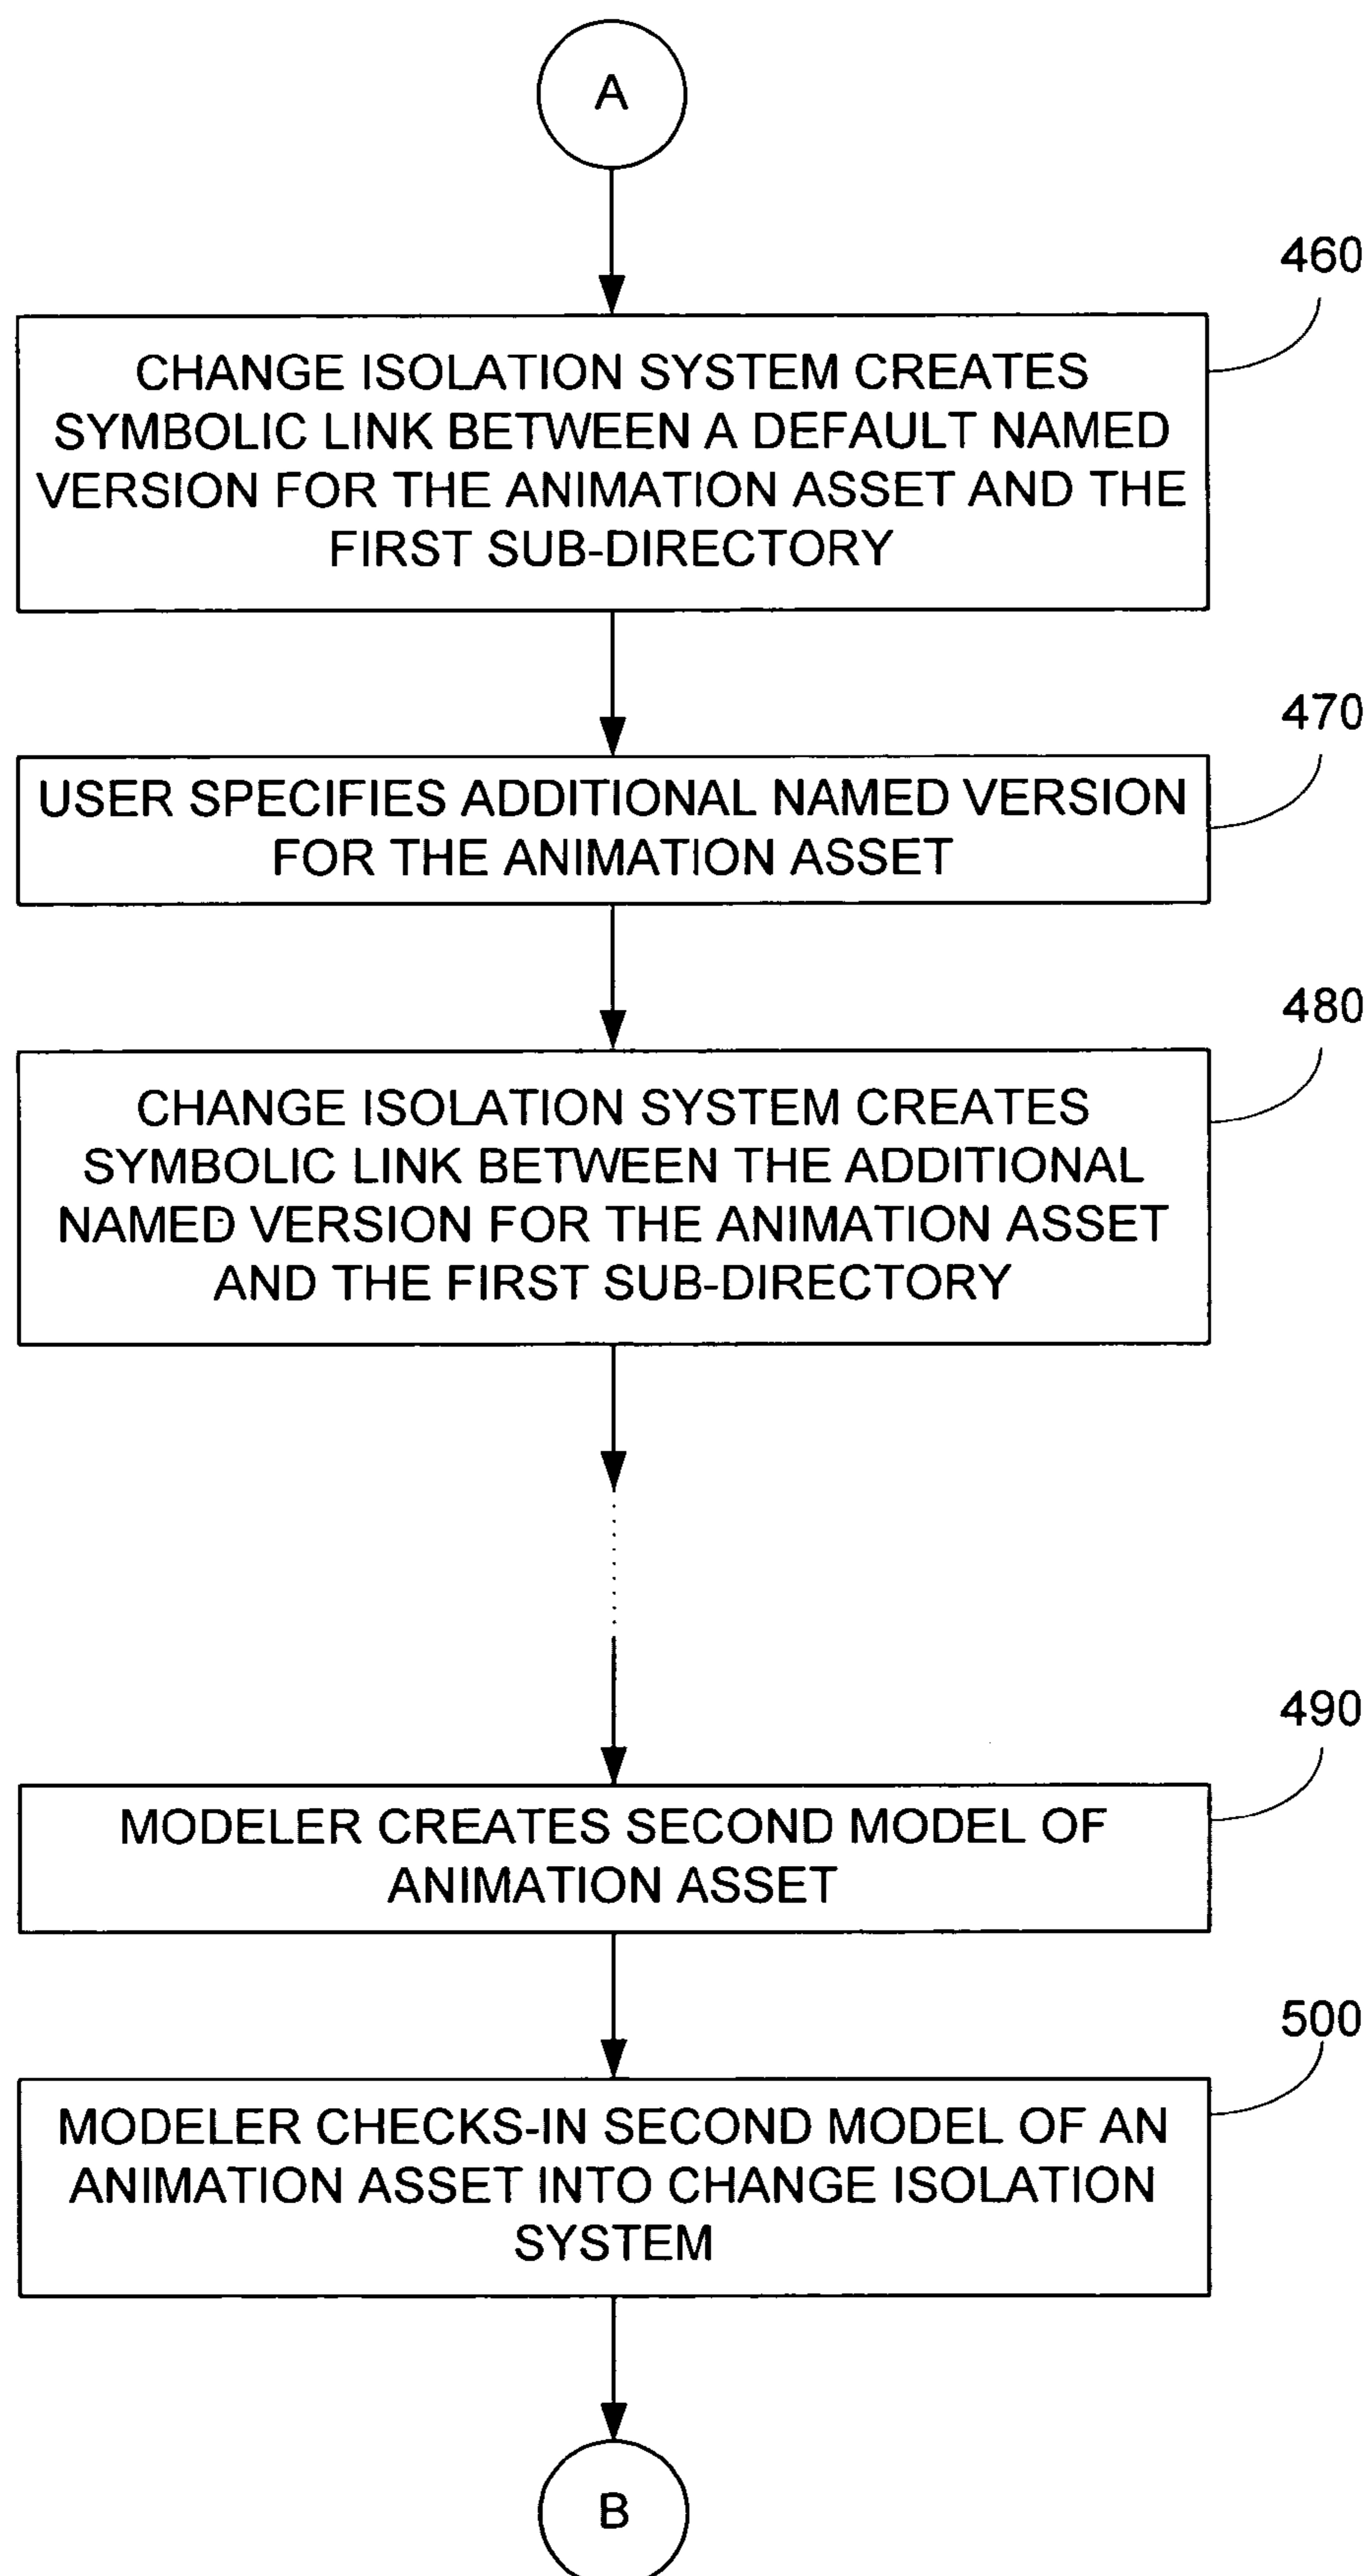 A
460
CHANGE ISOLATION SYSTEM CREATES
SYMBOLIC LINK BETWEEN A DEFAULT NAMED
VERSION FOR THE ANIMATION ASSET AND THE
FIRST SUB-DIRECTORY
470
USER SPECIFIES ADDITIONAL NAMED VERSION
FOR THE ANIMATION ASSET
480
CHANGE ISOLATION SYSTEM CREATES
SYMBOLIC LINK BETWEEN THE ADDITIONAL
NAMED VERSION FOR THE ANIMATION ASSET
AND THE FIRST SUB-DIRECTORY
490
MODELER CREATES SECOND MODEL OF
ANIMATION ASSET
500
MODELER CHECKS-IN SECOND MODEL OF AN
ANIMATION ASSET INTO CHANGE ISOLATION
SYSTEM
B